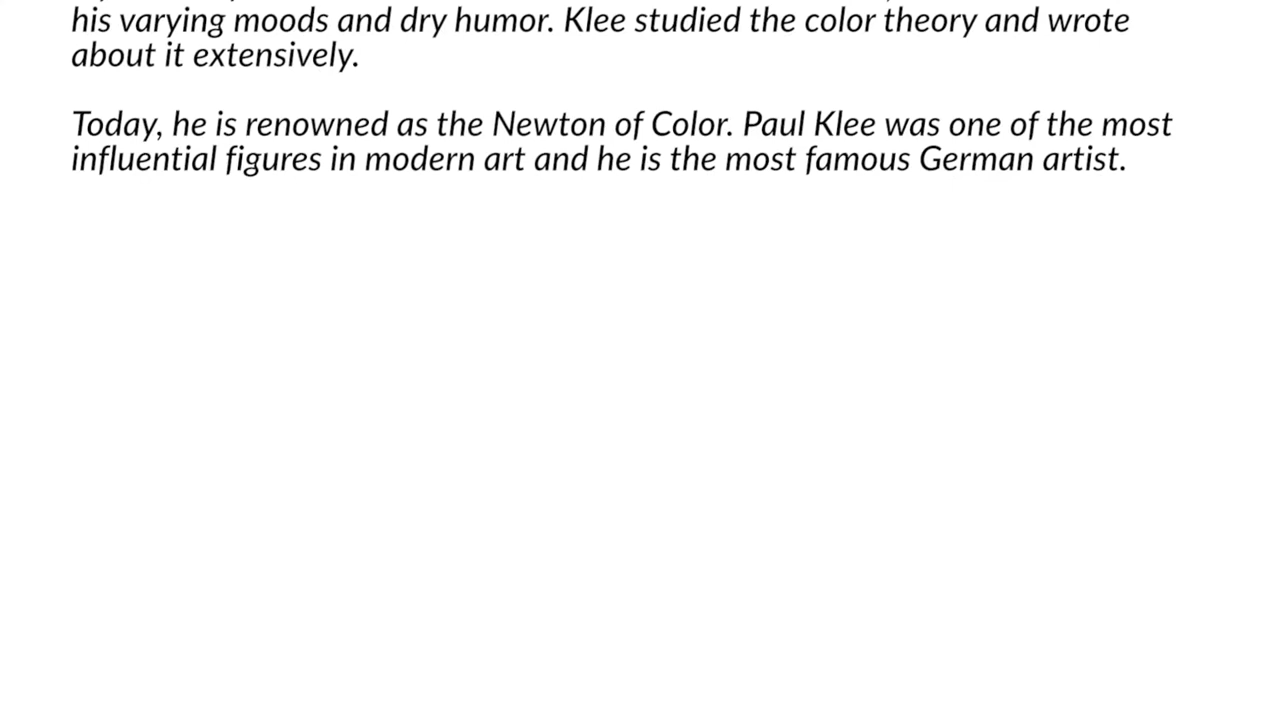 his varying moods and dry humor. Klee studied the color theory and wrote
about it extensively.
Today, he is renowned as the Newton of Color. Paul Klee was one of the most
influential figures in modern art and he is the most famous German artist.